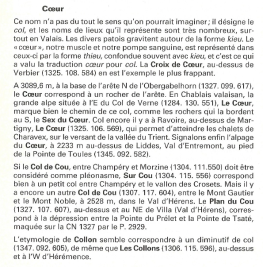 Cœur
Ce nom n'a pas du tout le sens qu'on pourrait imaginer; il désigne le
col, et les noms de lieux qu'il représente sont très nombreux, sur-
tout en Valais. Les divers patois gravitent autour de la forme kieu. Le
«cœur», notre muscle et notre pompe sanguine, est représenté dans
ceux-ci par la forme thieu, confondue souvent avec kieu, et c'est ce qui
a valu la traduction cœur pour col. La Croix de Cœur, au-dessus de
Verbier (1325. 108. 584) en est l'exemple le plus frappant.
A 3089,6 m, à la base de l'arête N de l'Obergabelhorn (1327. 099. 617),
le Cœur correspond à un rocher de l'arête. En Chablais valaisan, la
grande alpe située à l'E du Col de Verne (1284. 130. 551), Le Cœur,
marque bien le chemin de ce col, comme les rochers qui la bordent
au S, le Sex du Cœur. Col encore il y a à Ravoire, au-dessus de Mar-
tigny, Le Cœur (1325. 106. 569), qui permet d'atteindre les chalets de
Charavex, sur le versant de la vallée du Trient. Signalons enfin l'alpage
du Cœur, à 2233 m au-dessus de Liddes, Val d'Entremont, au pied
de la Pointe de Toules (1345. 092. 582).
Si le Col de Cou, entre Champéry et Morzine (1304. 111.550) doit être
considéré comme pléonasme, Sur Cou (1304. 115. 556) correspond
bien à un petit col entre Champéry et le vallon des Crosets. Mais il y
a encore un autre Col de Cou (1307. 117. 604), entre le Mont Gautier
et le Mont Noble, à 2528 m, dans le Val d'Hérens. Le Plan du Cou
(1327. 107. 607), au-dessus et au NE de Villa (Val d'Hérens), corres-
pond à la dépression entre la Pointe du Prélet et la Pointe de Tsaté,
maquée sur la CN 1327 par le P. 2929.
L'etymologie de Collon semble correspondre à un diminutif de col
(1347. 092. 605), de même que Les Collons (1306. 115. 596), au-dessus
à l'W d'Hérémence.